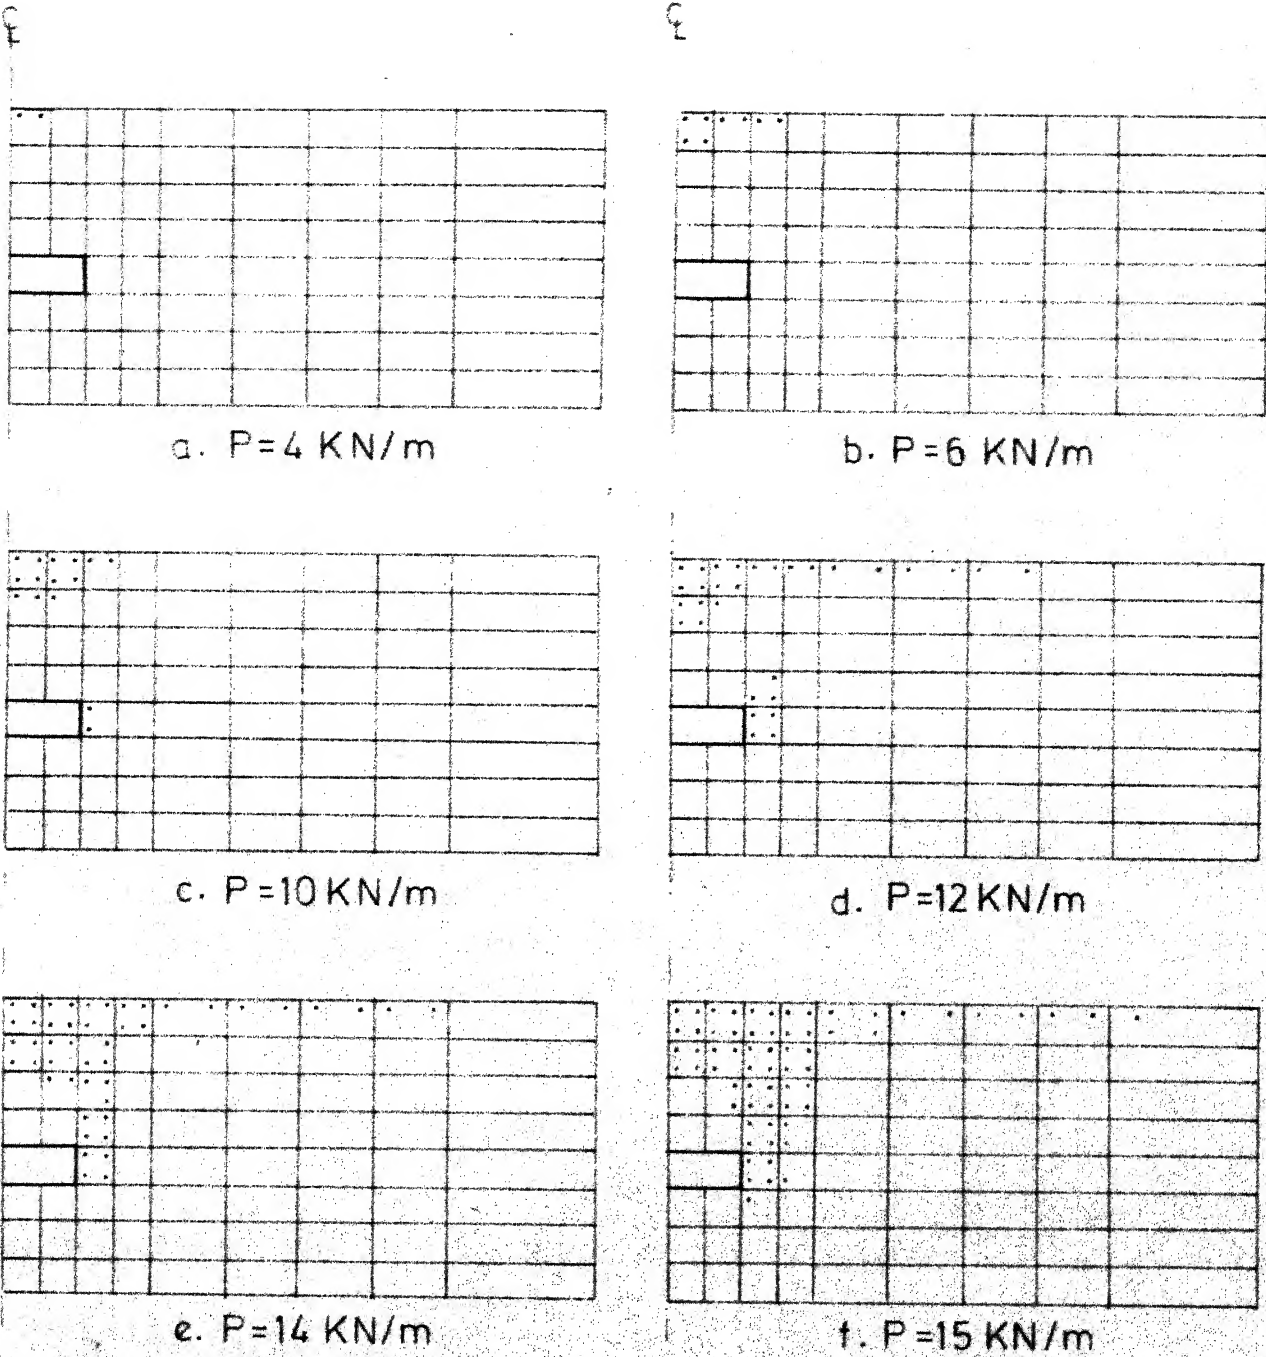 ℄ ℄
a. P=4 KN/m
b. P=6 KN/m
c. P=10 KN/m
d. P=12 KN/m
e. P=14 KN/m
f. P=15 KN/m